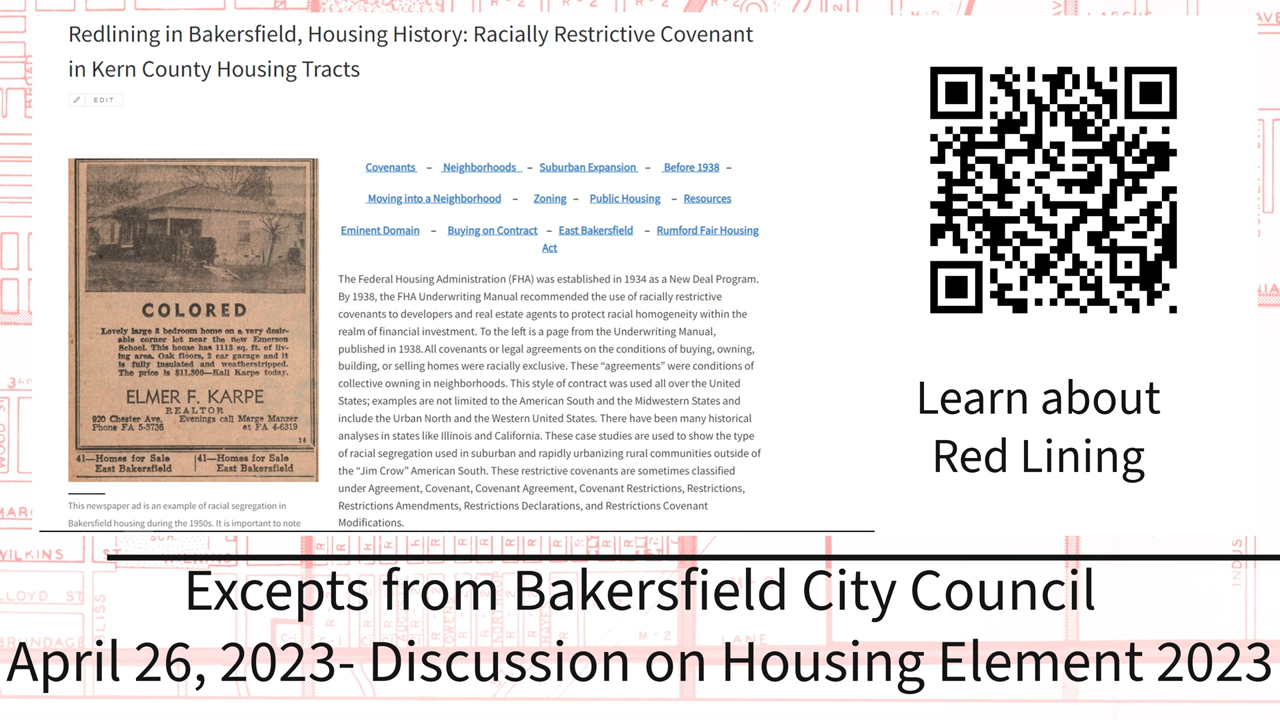 Redlining in Bakersfield, Housing History: Racially Restrictive Covenant
in Kern County Housing Tracts
EDIT
COLORED
Lovely large 3 bedroom home on a very desir-
able corner lot near the new Emerson
School. This house has 1113 sq. ft. of liv-
ing area. Oak floors, 2 car garage and it
is fully insulated and weatherstripped.
The price is $11,300—Kall Karpe today.
ELMER F. KARPE
REALTOR
920 Chester Ave. Evenings call Marge Manzer
Phone FA 5-5736 at FA 4-6319
14
41—Homes for Sale 41—Homes for Sale
East Bakersfield East Bakersfield
This newspaper ad is an example of racial segregation in
Bakersfield housing during the 1950s. It is important to note
Covenants – Neighborhoods – Suburban Expansion – Before 1938 –
Moving into a Neighborhood – Zoning – Public Housing – Resources
Eminent Domain – Buying on Contract – East Bakersfield – Rumford Fair Housing
Act
The Federal Housing Administration (FHA) was established in 1934 as a New Deal Program.
By 1938, the FHA Underwriting Manual recommended the use of racially restrictive
covenants to developers and real estate agents to protect racial homogeneity within the
realm of financial investment. To the left is a page from the Underwriting Manual,
published in 1938. All covenants or legal agreements on the conditions of buying, owning,
building, or selling homes were racially exclusive. These “agreements” were conditions of
collective owning in neighborhoods. This style of contract was used all over the United
States; examples are not limited to the American South and the Midwestern States and
include the Urban North and the Western United States. There have been many historical
analyses in states like Illinois and California. These case studies are used to show the type
of racial segregation used in suburban and rapidly urbanizing rural communities outside of
the “Jim Crow” American South. These restrictive covenants are sometimes classified
under Agreement, Covenant, Covenant Agreement, Covenant Restrictions, Restrictions,
Restrictions Amendments, Restrictions Declarations, and Restrictions Covenant
Modifications.
Learn about
Red Lining
WILKINS ST
LLOYD ST
BLISS
BRUNDAGE
M-2
LANE
INDUS
Excepts from Bakersfield City Council
April 26, 2023- Discussion on Housing Element 2023